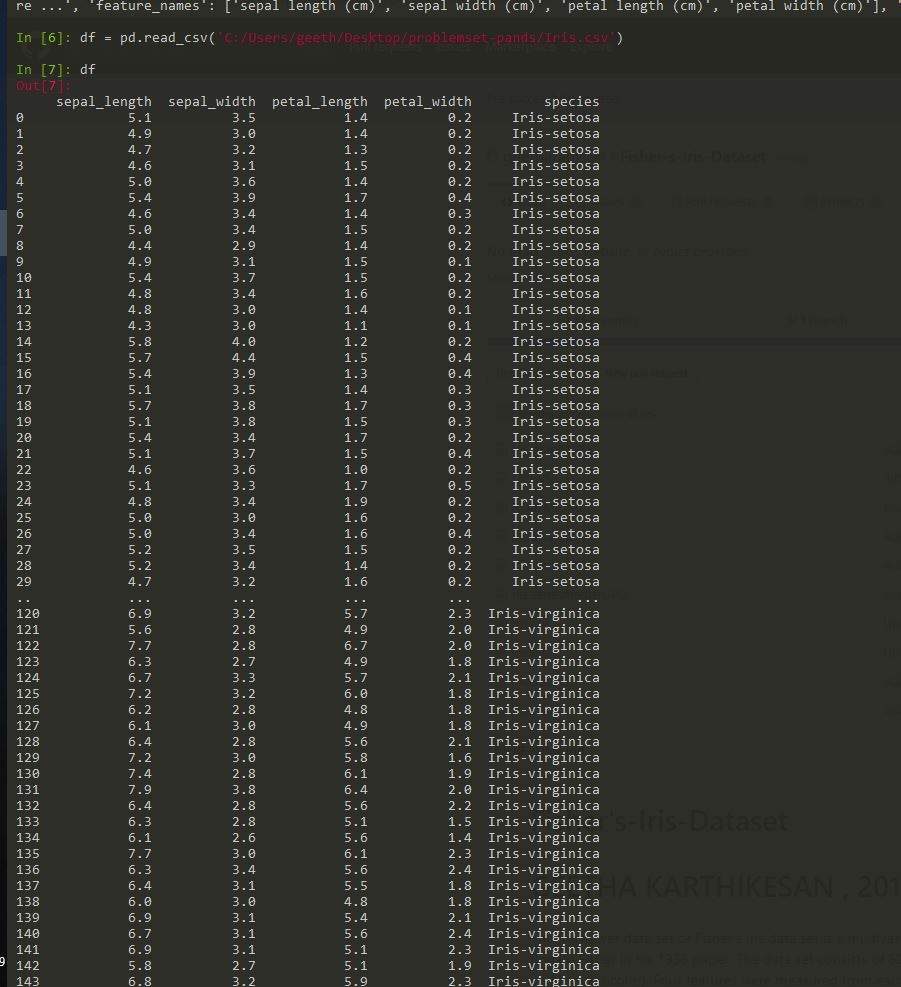 re ...', 'feature_names': ['sepal length (cm)', 'sepal width (cm)', 'petal length (cm)', 'petal width (cm)'], '
In [6]: df = pd.read_csv('C:/Users/geeth/Desktop/problemset-pands/Iris.csv')
In [7]: df
Out[7]:
sepal_length sepal_width petal_length petal_width species
0 5.1 3.5 1.4 0.2 Iris-setosa
1 4.9 3.0 1.4 0.2 Iris-setosa
2 4.7 3.2 1.3 0.2 Iris-setosa
3 4.6 3.1 1.5 0.2 Iris-setosa
4 5.0 3.6 1.4 0.2 Iris-setosa
5 5.4 3.9 1.7 0.4 Iris-setosa
6 4.6 3.4 1.4 0.3 Iris-setosa
7 5.0 3.4 1.5 0.2 Iris-setosa
8 4.4 2.9 1.4 0.2 Iris-setosa
9 4.9 3.1 1.5 0.1 Iris-setosa
10 5.4 3.7 1.5 0.2 Iris-setosa
11 4.8 3.4 1.6 0.2 Iris-setosa
12 4.8 3.0 1.4 0.1 Iris-setosa
13 4.3 3.0 1.1 0.1 Iris-setosa
14 5.8 4.0 1.2 0.2 Iris-setosa
15 5.7 4.4 1.5 0.4 Iris-setosa
16 5.4 3.9 1.3 0.4 Iris-setosa
17 5.1 3.5 1.4 0.3 Iris-setosa
18 5.7 3.8 1.7 0.3 Iris-setosa
19 5.1 3.8 1.5 0.3 Iris-setosa
20 5.4 3.4 1.7 0.2 Iris-setosa
21 5.1 3.7 1.5 0.4 Iris-setosa
22 4.6 3.6 1.0 0.2 Iris-setosa
23 5.1 3.3 1.7 0.5 Iris-setosa
24 4.8 3.4 1.9 0.2 Iris-setosa
25 5.0 3.0 1.6 0.2 Iris-setosa
26 5.0 3.4 1.6 0.4 Iris-setosa
27 5.2 3.5 1.5 0.2 Iris-setosa
28 5.2 3.4 1.4 0.2 Iris-setosa
29 4.7 3.2 1.6 0.2 Iris-setosa
.. ... ... ... ... ...
120 6.9 3.2 5.7 2.3 Iris-virginica
121 5.6 2.8 4.9 2.0 Iris-virginica
122 7.7 2.8 6.7 2.0 Iris-virginica
123 6.3 2.7 4.9 1.8 Iris-virginica
124 6.7 3.3 5.7 2.1 Iris-virginica
125 7.2 3.2 6.0 1.8 Iris-virginica
126 6.2 2.8 4.8 1.8 Iris-virginica
127 6.1 3.0 4.9 1.8 Iris-virginica
128 6.4 2.8 5.6 2.1 Iris-virginica
129 7.2 3.0 5.8 1.6 Iris-virginica
130 7.4 2.8 6.1 1.9 Iris-virginica
131 7.9 3.8 6.4 2.0 Iris-virginica
132 6.4 2.8 5.6 2.2 Iris-virginica
133 6.3 2.8 5.1 1.5 Iris-virginica
134 6.1 2.6 5.6 1.4 Iris-virginica
135 7.7 3.0 6.1 2.3 Iris-virginica
136 6.3 3.4 5.6 2.4 Iris-virginica
137 6.4 3.1 5.5 1.8 Iris-virginica
138 6.0 3.0 4.8 1.8 Iris-virginica
139 6.9 3.1 5.4 2.1 Iris-virginica
140 6.7 3.1 5.6 2.4 Iris-virginica
141 6.9 3.1 5.1 2.3 Iris-virginica
142 5.8 2.7 5.1 1.9 Iris-virginica
143 6.8 3.2 5.9 2.3 Iris-virginica